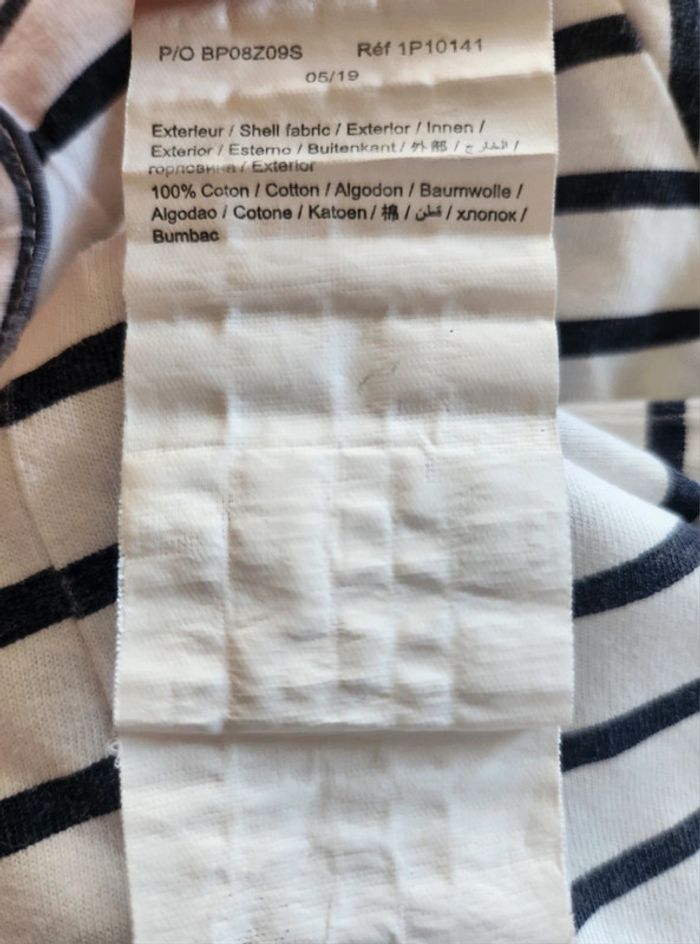 P/O BP08Z09S Réf 1P10141
05/19
Exterieur / Shell fabric / Exterior / Innen /
Exterior / Esterno / Buitenkant / 外部 / الخارج /
/ Exterior
100% Coton / Cotton / Algodon / Baumwolle /
Algodao / Cotone / Katoen / 棉 / قطن / хлопок /
Bumbac